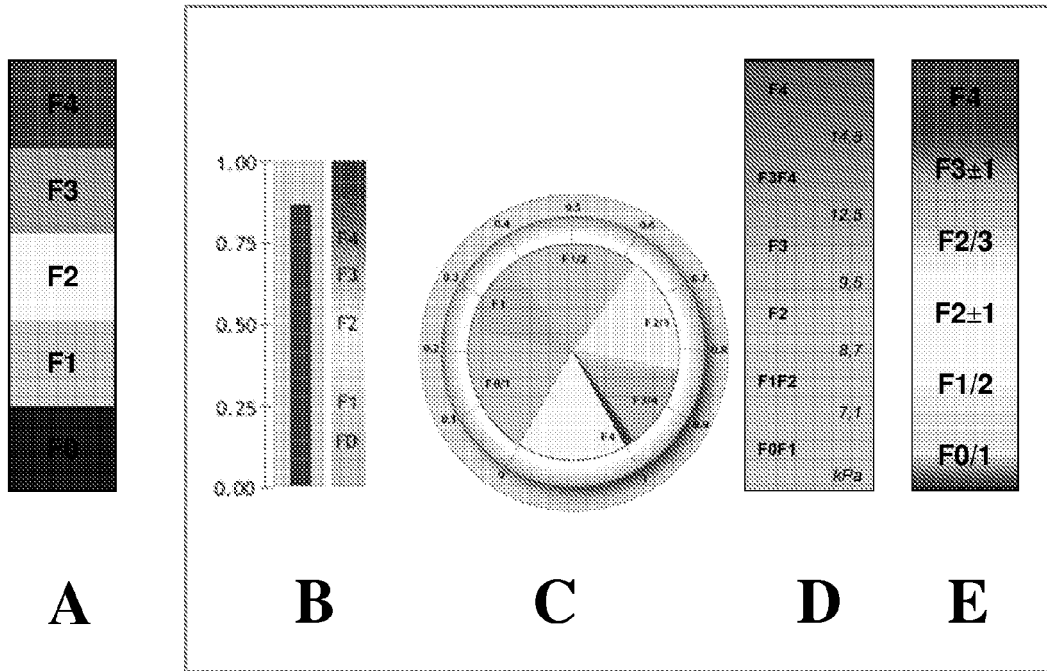 F4
F3
F2
F1
F0
1.00
0.75
0.50
0.25
0.00
F4
F3
F2
F1
F0
0.5
0.4
0.6
0.3
0.7
0.2
0.8
0.1
0.9
F1/2
F1
F2/3
F0/1
F3/4
F4
F4
14,5
F3F4
12,5
F3
9,5
F2
8,7
F1F2
7,1
F0F1
kPa
F4
F3±1
F2/3
F2±1
F1/2
F0/1
A
B
C
D
E